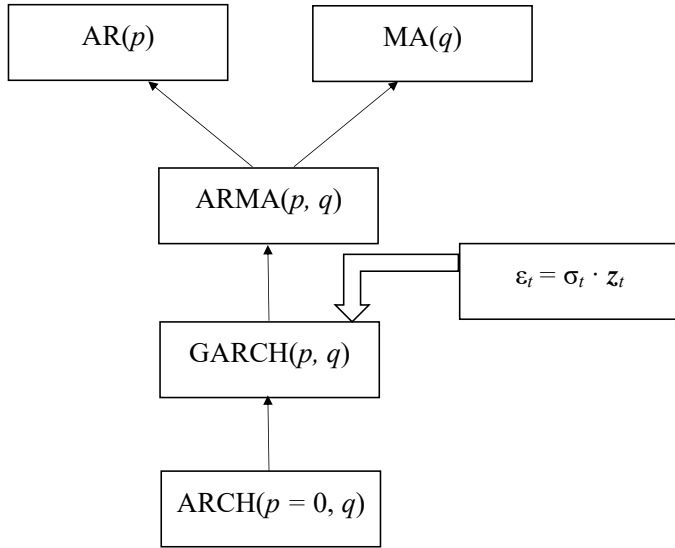 AR(p)
MA(q)
ARMA(p, q)
εt = σt · zt
GARCH(p, q)
ARCH(p = 0, q)